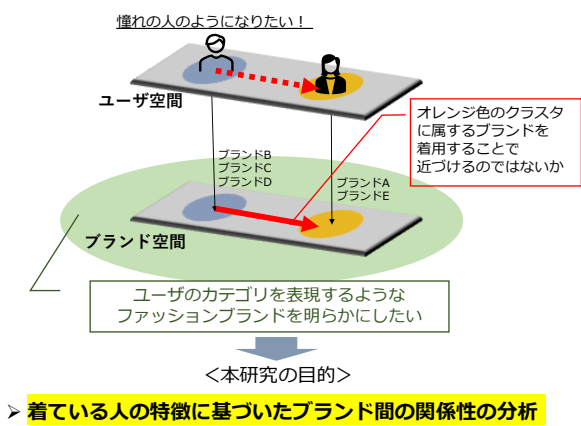 憧れの人のようになりたい！
ユーザ空間
オレンジ色のクラスタ
に属するブランドを
着用することで
近づけるのではないか
ブランドB
ブランドC
ブランドD
ブランドA
ブランドE
ブランド空間
ユーザのカテゴリを表現するような
ファッションブランドを明らかにしたい
＜本研究の目的＞
➢ 着ている人の特徴に基づいたブランド間の関係性の分析